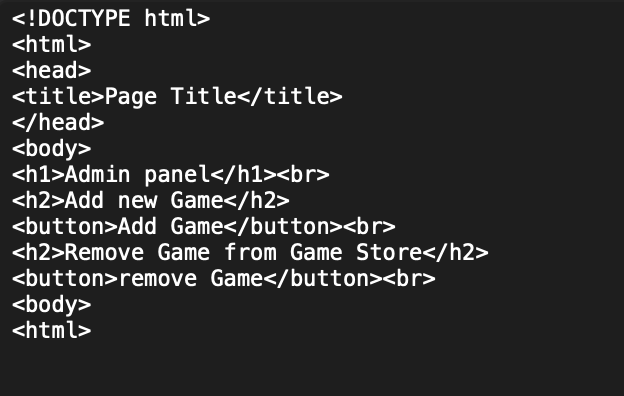 <!DOCTYPE html>
<html>
<head>
<title>Page Title</title>
</head>
<body>
<h1>Admin panel</h1><br>
<h2>Add new Game</h2>
<button>Add Game</button><br>
<h2>Remove Game from Game Store</h2>
<button>remove Game</button><br>
<body>
<html>